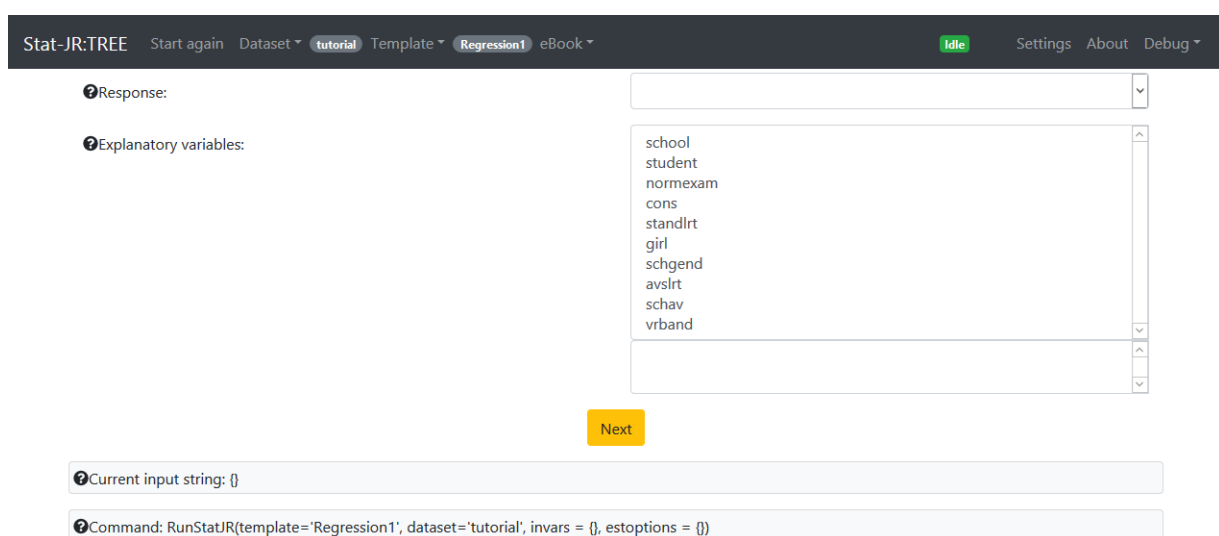 Stat-JR:TREE Start again Dataset tutorial Template Regression1 eBook Idle Settings About Debug
Response:
Explanatory variables:
school
student
normexam
cons
standlrt
girl
schgend
avslrt
schav
vrband
Next
Current input string: {}
Command: RunStatJR(template='Regression1', dataset='tutorial', invars = {}, estoptions = {})